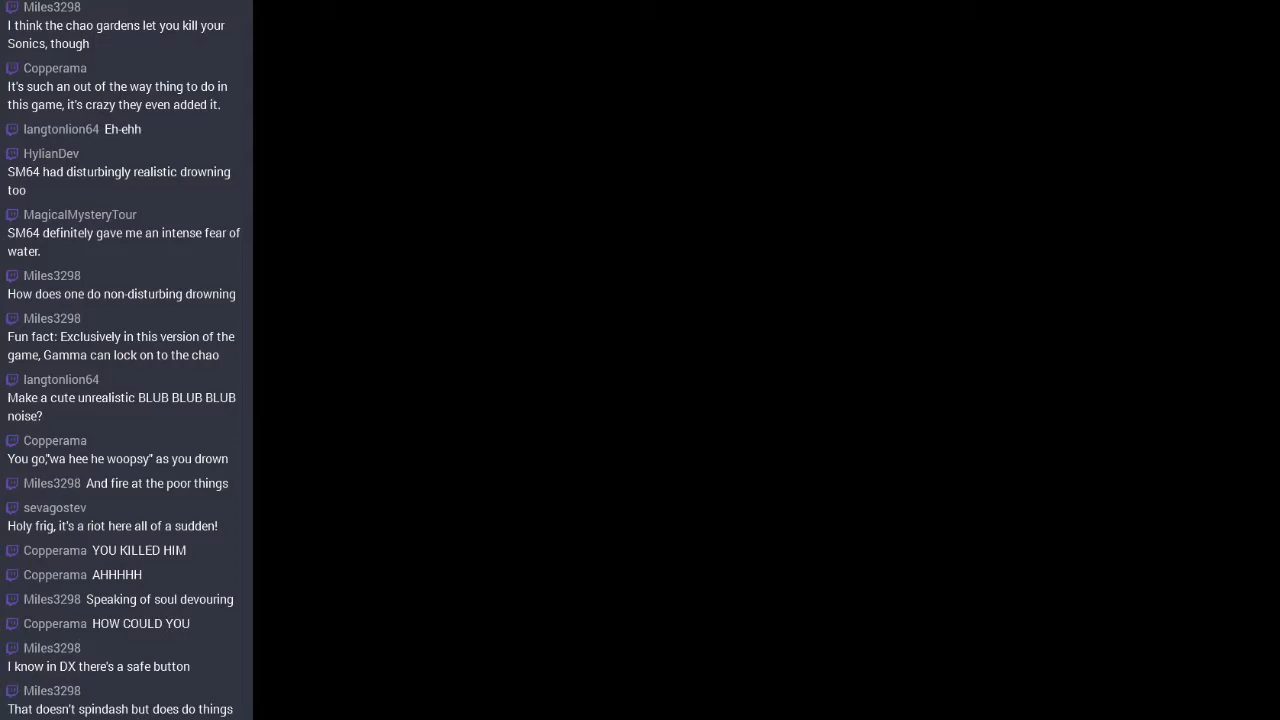 Miles3298
I think the chao gardens let you kill your
Sonics, though
Copperama
It's such an out of the way thing to do in
this game, it's crazy they even added it.
langtonlion64 Eh-ehh
HylianDev
SM64 had disturbingly realistic drowning
too
MagicalMysteryTour
SM64 definitely gave me an intense fear of
water.
Miles3298
How does one do non-disturbing drowning
Miles3298
Fun fact: Exclusively in this version of the
game, Gamma can lock on to the chao
langtonlion64
Make a cute unrealistic BLUB BLUB BLUB
noise?
Copperama
You go,"wa hee he woopsy" as you drown
Miles3298 And fire at the poor things
sevagostev
Holy frig, it's a riot here all of a sudden!
Copperama YOU KILLED HIM
Copperama AHHHHH
Miles3298 Speaking of soul devouring
Copperama HOW COULD YOU
Miles3298
I know in DX there's a safe button
Miles3298
That doesn't spindash but does do things